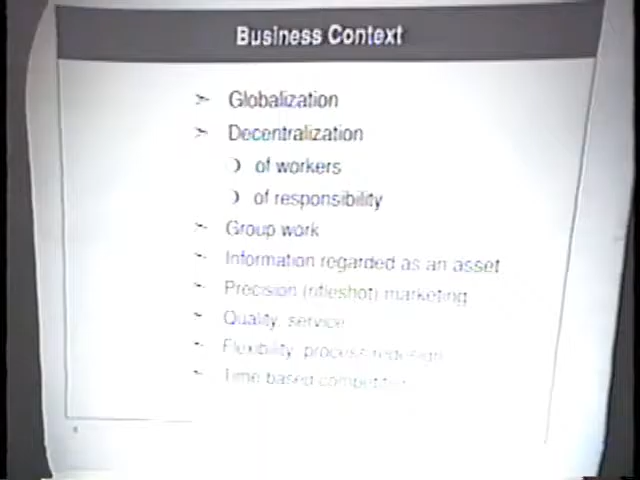 Business Context
➢ Globalization
➢ Decentralization
❩ of workers
❩ of responsibility
➢ Group work
➢ Information regarded as an asset
➢ Precision (rifleshot) marketing
➢ Quality, service
➢ Flexibility, process redesign
➢ Time based